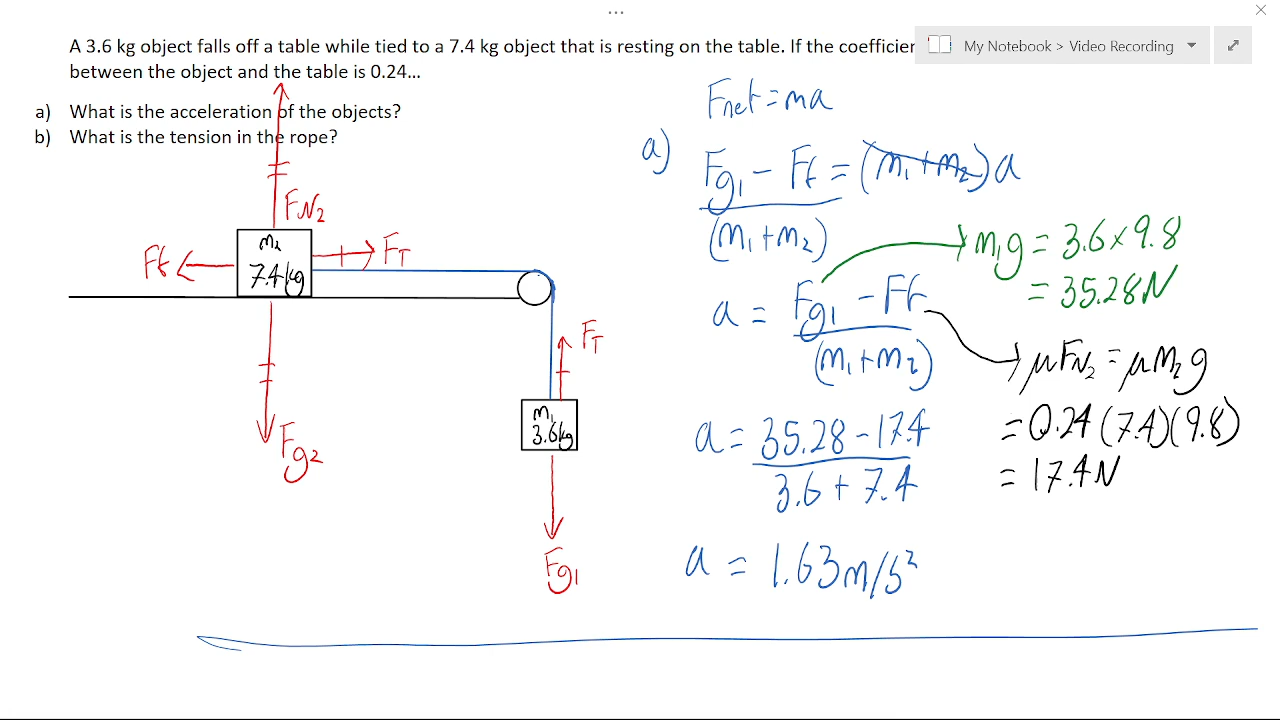 A 3.6 kg object falls off a table while tied to a 7.4 kg object that is resting on the table. If the
between the object and the table is 0.24...
My Notebook > Video Recording
a) What is the acceleration of the objects?
b) What is the tension in the rope?
FN₂
m₂
7.4kg
Ff
FT
Fg2
FT
m₁
3.6kg
Fg1
Fnet = ma
a)
Fg1 - Ff = (m₁+m₂)a
(m₁+m₂)
a = Fg1 - Ff
(m₁+m₂)
a = 35.28 - 17.4
3.6 + 7.4
a = 1.63m/s²
m₁g = 3.6×9.8
= 35.28N
μFN₂ = μm₂g
= 0.24(7.4)(9.8)
= 17.4N